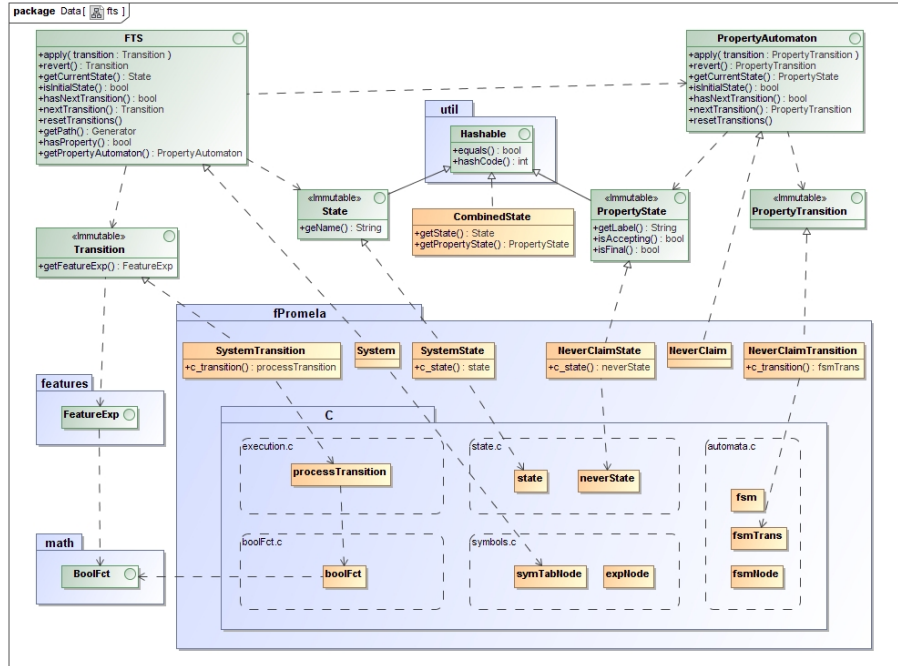 package Data[ fts ]
FTS
+apply( transition : Transition )
+revert() : Transition
+getCurrentState() : State
+isInitialState() : bool
+hasNextTransition() : bool
+nextTransition() : Transition
+resetTransitions()
+getPath() : Generator
+hasProperty() : bool
+getPropertyAutomaton() : PropertyAutomaton
PropertyAutomaton
+apply( transition : PropertyTransition )
+revert() : PropertyTransition
+getCurrentState() : PropertyState
+isInitialState() : bool
+hasNextTransition() : bool
+nextTransition() : PropertyTransition
+resetTransitions()
util
Hashable
+equals() : bool
+hashCode() : int
«Immutable»
State
+geName() : String
CombinedState
+getState() : State
+getPropertyState() : PropertyState
«Immutable»
PropertyState
+getLabel() : String
+isAccepting() : bool
+isFinal() : bool
«Immutable»
PropertyTransition
«Immutable»
Transition
+getFeatureExp() : FeatureExp
fPromela
SystemTransition
+c_transition() : processTransition
System
SystemState
+c_state() : state
NeverClaimState
+c_state() : neverState
NeverClaim
NeverClaimTransition
+c_transition() : fsmTrans
features
FeatureExp
C
execution.c
processTransition
state.c
state
neverState
automata.c
fsm
fsmTrans
fsmNode
math
BoolFct
boolFct.c
boolFct
symbols.c
symTabNode
expNode